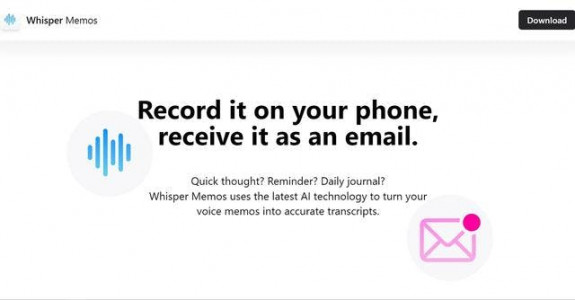 Whisper Memos
Download
Record it on your phone,
receive it as an email.
Quick thought? Reminder? Daily journal?
Whisper Memos uses the latest AI technology to turn your
voice memos into accurate transcripts.